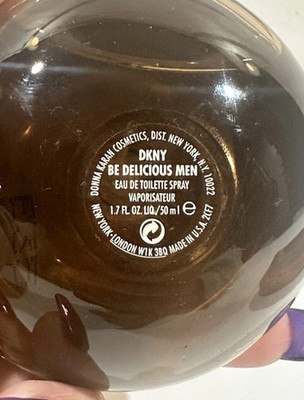 DONNA KARAN COSMETICS, DIST. NEW YORK, N.Y. 10022
DKNY
BE DELICIOUS MEN
EAU DE TOILETTE SPRAY
VAPORISATEUR
1.7 FL. OZ. LIQ./50 ml ℮
NEW YORK-LONDON W1K 3BQ MADE IN U.S.A. 2CF7